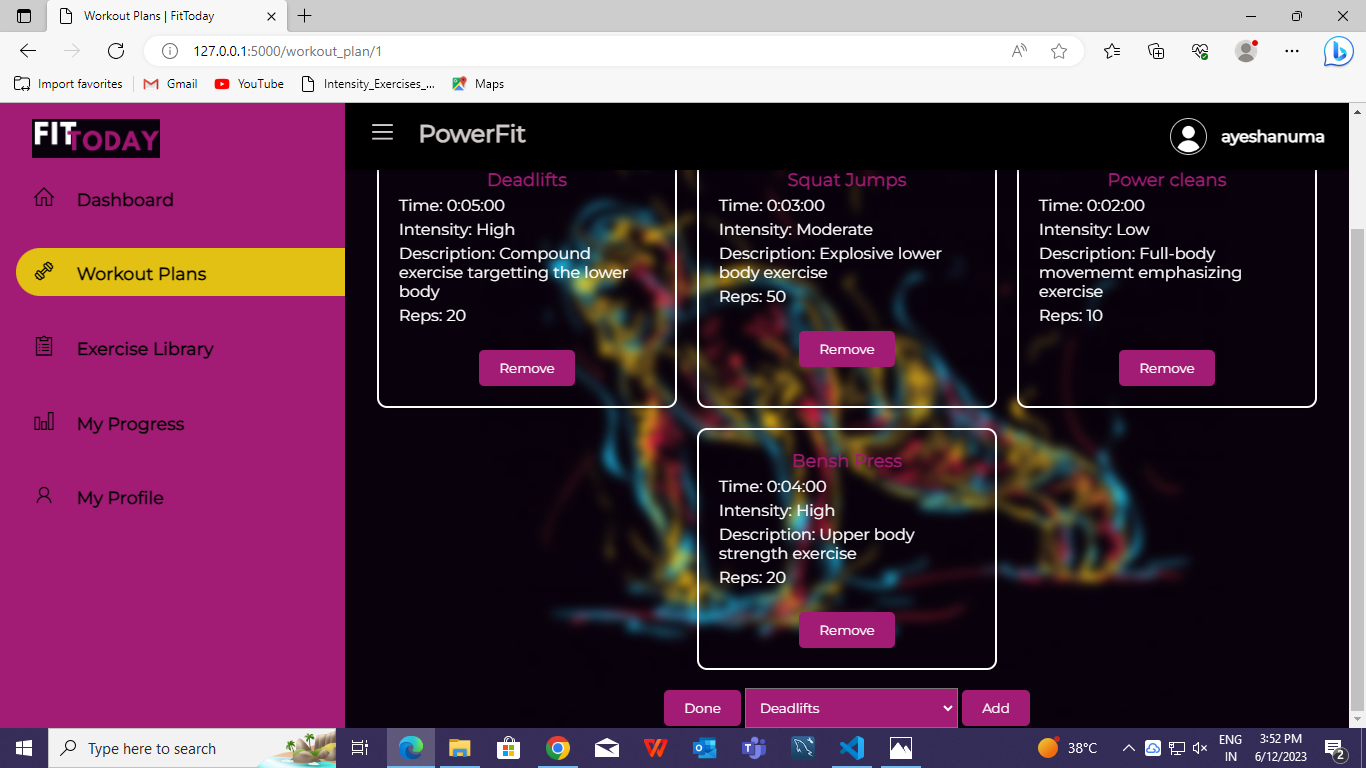 Workout Plans | FitToday
127.0.0.1:5000/workout_plan/1
Import favorites
Gmail
YouTube
Intensity_Exercises_...
Maps
FITTODAY
PowerFit
ayeshanuma
Dashboard
Workout Plans
Exercise Library
My Progress
My Profile
Deadlifts
Time: 0:05:00
Intensity: High
Description: Compound
exercise targetting the lower
body
Reps: 20
Remove
Squat Jumps
Time: 0:03:00
Intensity: Moderate
Description: Explosive lower
body exercise
Reps: 50
Remove
Power cleans
Time: 0:02:00
Intensity: Low
Description: Full-body
movememt emphasizing
exercise
Reps: 10
Remove
Bensh Press
Time: 0:04:00
Intensity: High
Description: Upper body
strength exercise
Reps: 20
Remove
Done
Deadlifts
Add
Type here to search
38°C
ENG
IN
3:52 PM
6/12/2023
2